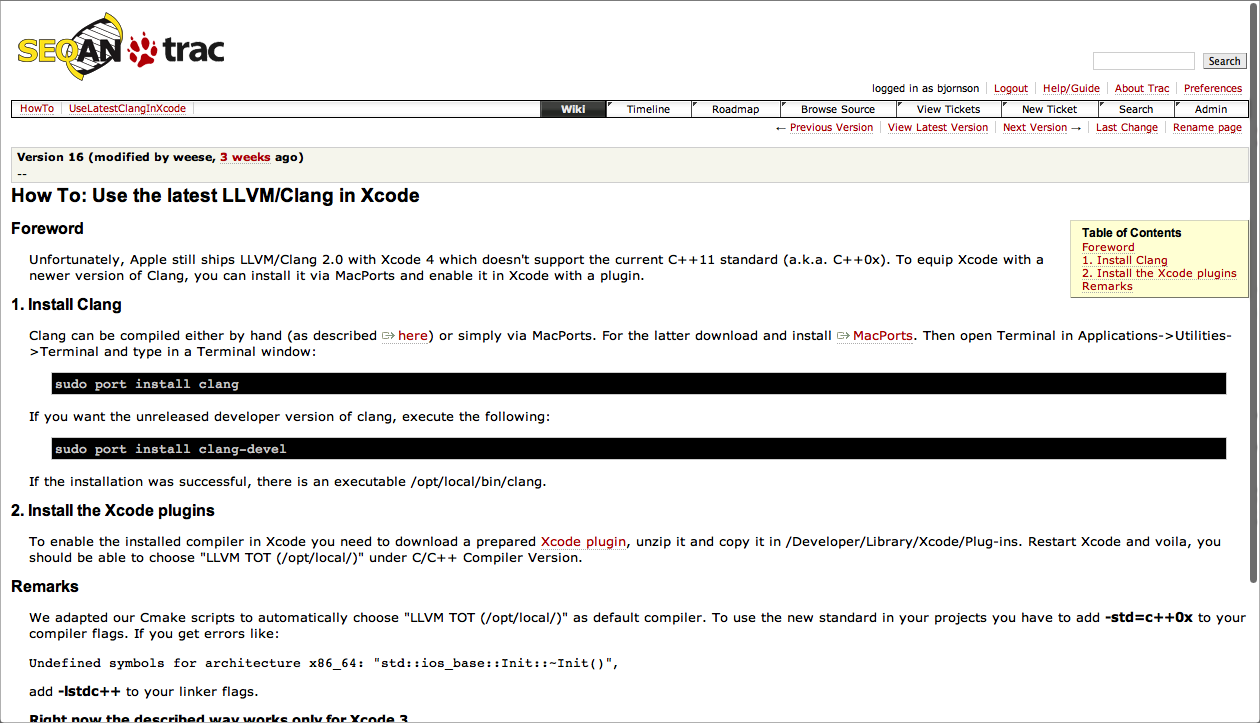 SEQAN trac
Search
logged in as bjornson Logout Help/Guide About Trac Preferences
HowTo UseLatestClangInXcode Wiki Timeline Roadmap Browse Source View Tickets New Ticket Search Admin
← Previous Version View Latest Version Next Version → Last Change Rename page
Version 16 (modified by weese, 3 weeks ago)
--
How To: Use the latest LLVM/Clang in Xcode
Foreword
Table of Contents
Foreword
1. Install Clang
2. Install the Xcode plugins
Remarks
Unfortunately, Apple still ships LLVM/Clang 2.0 with Xcode 4 which doesn't support the current C++11 standard (a.k.a. C++0x). To equip Xcode with a
newer version of Clang, you can install it via MacPorts and enable it in Xcode with a plugin.
1. Install Clang
Clang can be compiled either by hand (as described here) or simply via MacPorts. For the latter download and install MacPorts. Then open Terminal in Applications->Utilities-
>Terminal and type in a Terminal window:
sudo port install clang
If you want the unreleased developer version of clang, execute the following:
sudo port install clang-devel
If the installation was successful, there is an executable /opt/local/bin/clang.
2. Install the Xcode plugins
To enable the installed compiler in Xcode you need to download a prepared Xcode plugin, unzip it and copy it in /Developer/Library/Xcode/Plug-ins. Restart Xcode and voila, you
should be able to choose "LLVM TOT (/opt/local/)" under C/C++ Compiler Version.
Remarks
We adapted our Cmake scripts to automatically choose "LLVM TOT (/opt/local/)" as default compiler. To use the new standard in your projects you have to add -std=c++0x to your
compiler flags. If you get errors like:
Undefined symbols for architecture x86_64: "std::ios_base::Init::~Init()",
add -lstdc++ to your linker flags.
Right now the described way works only for Xcode 3.